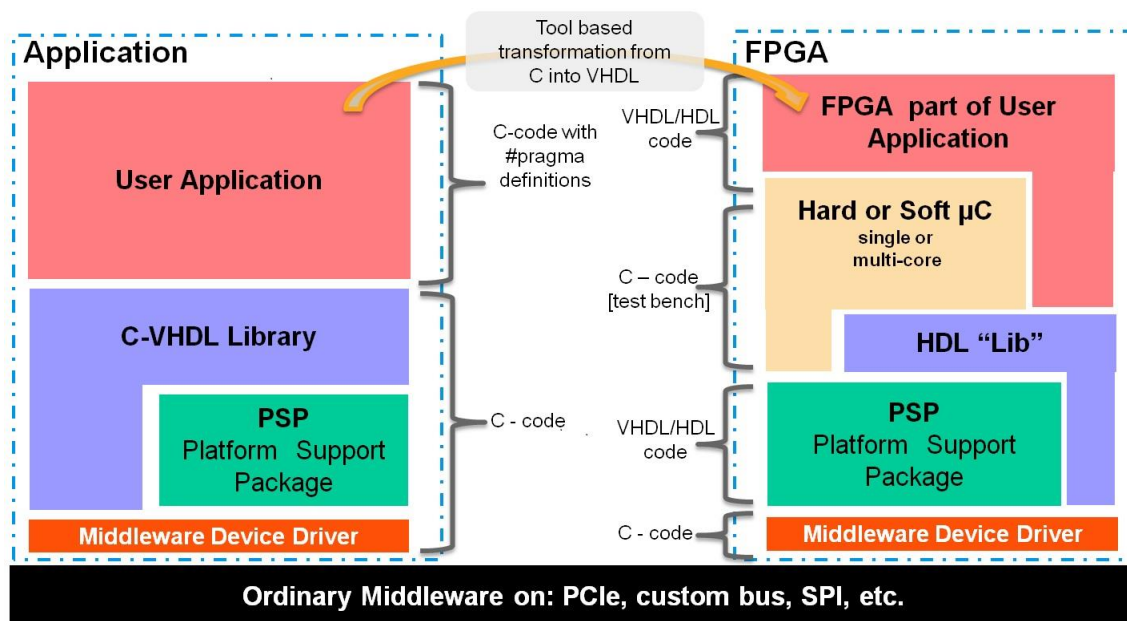 Application
Tool based
transformation from
C into VHDL
FPGA
User Application
C-code with
#pragma
definitions
VHDL/HDL
code
FPGA part of User
Application
Hard or Soft µC
single or
multi-core
C – code
[test bench]
C-VHDL Library
HDL “Lib”
PSP
Platform Support
Package
C - code
VHDL/HDL
code
PSP
Platform Support
Package
Middleware Device Driver
C - code
Middleware Device Driver
Ordinary Middleware on: PCIe, custom bus, SPI, etc.